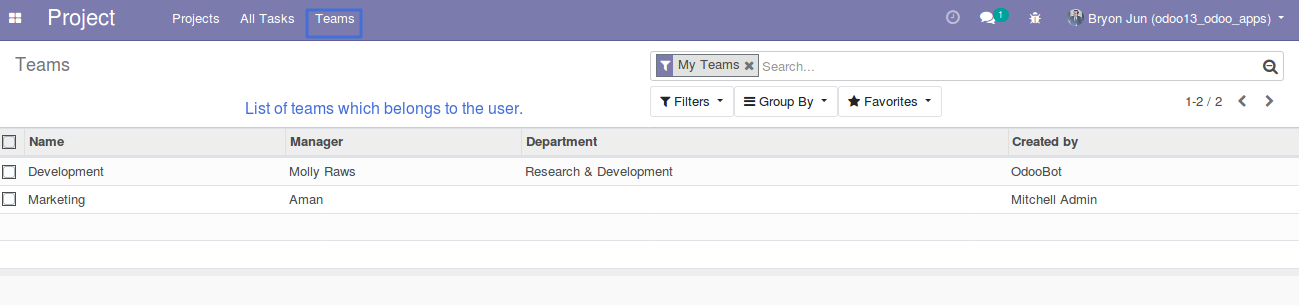 Project Projects All Tasks Teams 1 Bryon Jun (odoo13_odoo_apps)
Teams My Teams Search...
List of teams which belongs to the user. Filters Group By Favorites 1-2 / 2
Name Manager Department Created by
Development Molly Raws Research & Development OdooBot
Marketing Aman Mitchell Admin